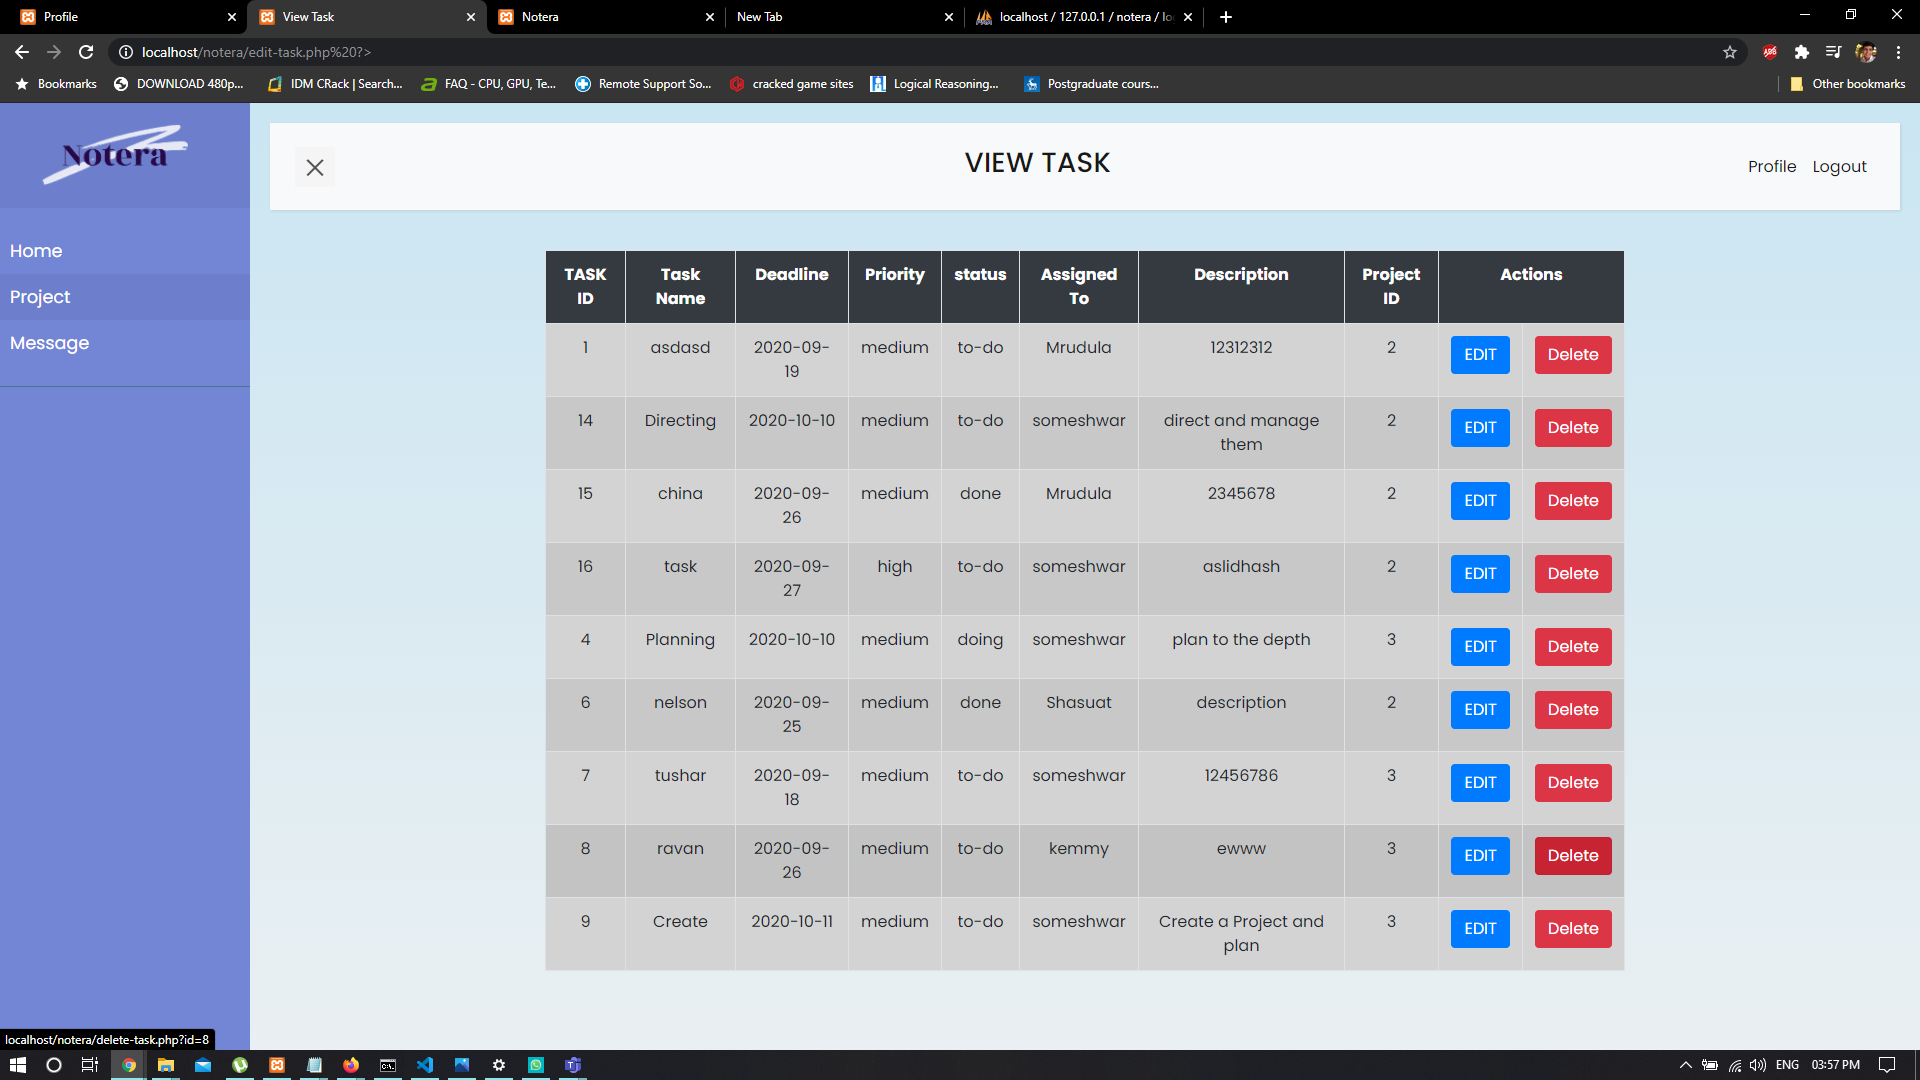 Profile
View Task
Notera
New Tab
localhost / 127.0.0.1 / notera / lo
localhost/notera/edit-task.php%20?>
Bookmarks
DOWNLOAD 480p...
IDM CRack | Search...
FAQ - CPU, GPU, Te...
Remote Support So...
cracked game sites
Logical Reasoning...
Postgraduate cours...
Other bookmarks
Notera
VIEW TASK
Profile Logout
Home
Project
Message
TASK ID Task Name Deadline Priority status Assigned To Description Project ID Actions
1 asdasd 2020-09-19 medium to-do Mrudula 12312312 2 EDIT Delete
14 Directing 2020-10-10 medium to-do someshwar direct and manage them 2 EDIT Delete
15 china 2020-09-26 medium done Mrudula 2345678 2 EDIT Delete
16 task 2020-09-27 high to-do someshwar aslidhash 2 EDIT Delete
4 Planning 2020-10-10 medium doing someshwar plan to the depth 3 EDIT Delete
6 nelson 2020-09-25 medium done Shasuat description 2 EDIT Delete
7 tushar 2020-09-18 medium to-do someshwar 12456786 3 EDIT Delete
8 ravan 2020-09-26 medium to-do kemmy ewww 3 EDIT Delete
9 Create 2020-10-11 medium to-do someshwar Create a Project and plan 3 EDIT Delete
localhost/notera/delete-task.php?id=8
ENG 03:57 PM